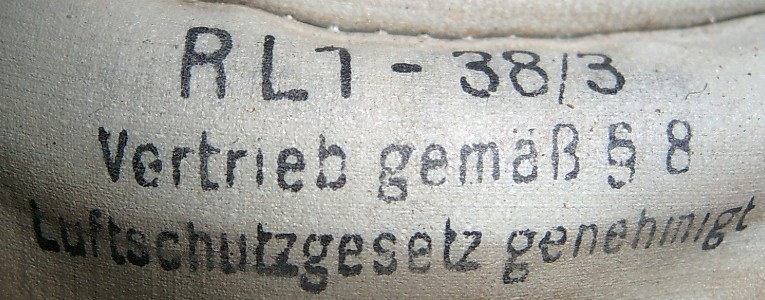 RL1-38/3
Vertrieb gemäß § 8
Luftschutzgesetz genehmigt